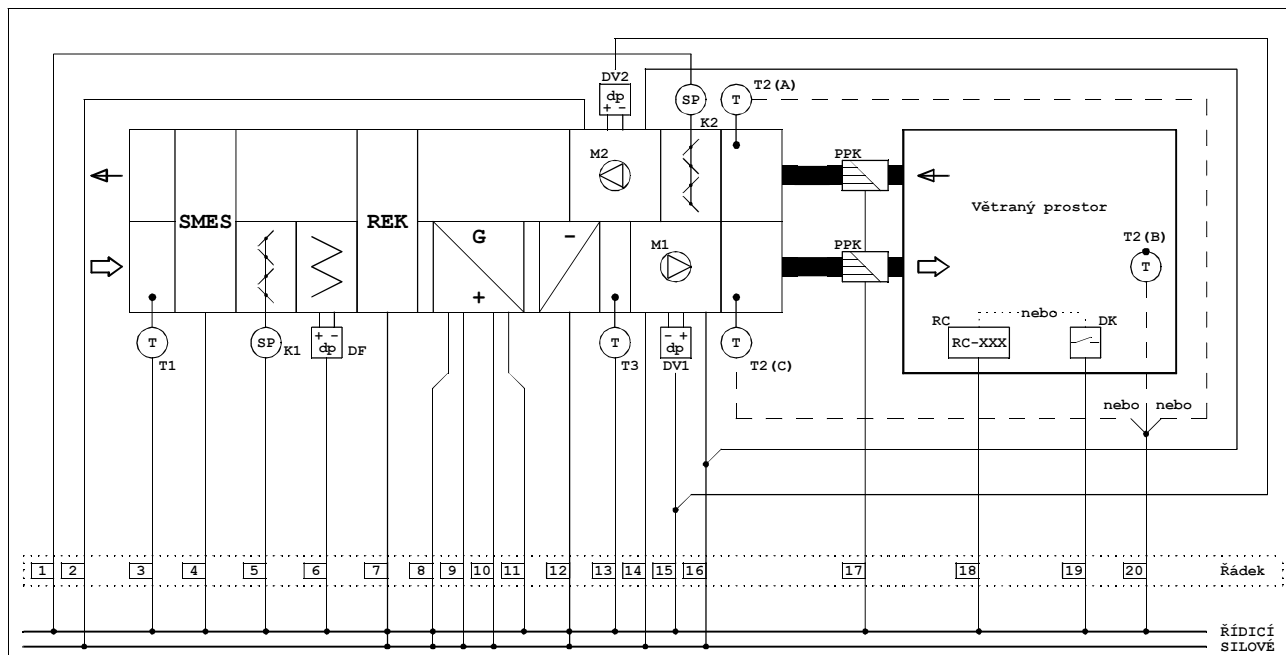 DV2
T2(A)
dp
+ -
SP
T
K2
M2
PPK
SMES
REK
Větraný prostor
G
-
M1
PPK
T2(B)
T
+
nebo
RC
DK
T
SP
+ -
dp
T
- +
dp
T
RC-XXX
T1
K1
DF
T3
DV1
T2(C)
nebo nebo
1 2 3 4 5 6 7 8 9 10 11 12 13 14 15 16 17 18 19 20 Řádek
ŘÍDICÍ
SILOVÉ